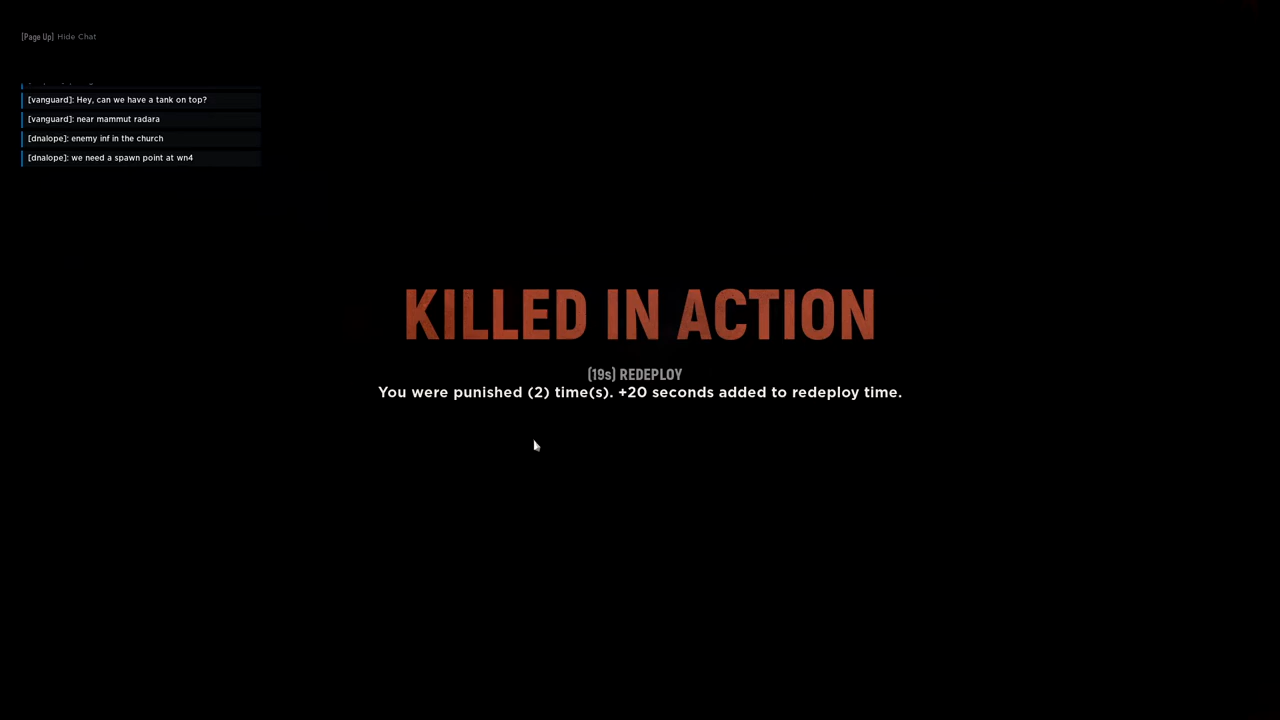 [Page Up] Hide Chat
[vanguard]: Hey, can we have a tank on top?
[vanguard]: near mammut radara
[dnalope]: enemy inf in the church
[dnalope]: we need a spawn point at wn4
KILLED IN ACTION
(19s) REDEPLOY
You were punished (2) time(s). +20 seconds added to redeploy time.